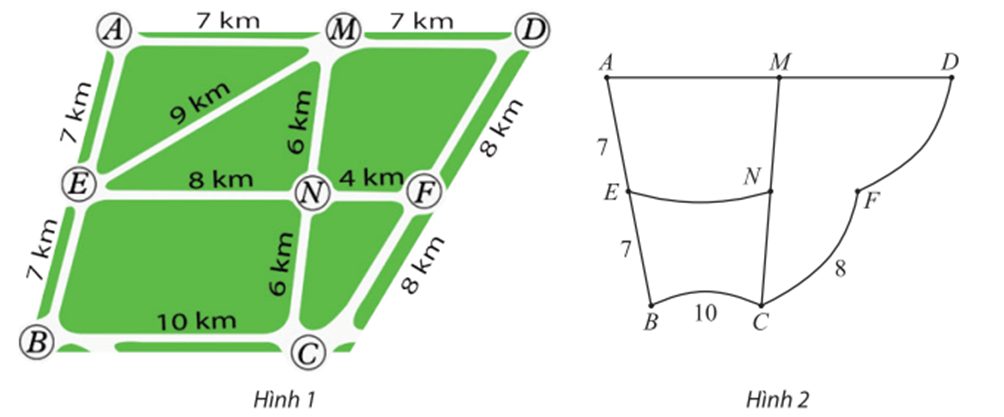 7 km 7 km
A M D
7 km 9 km 6 km 8 km
E 8 km N 4 km F
7 km 6 km 8 km
10 km
B C
Hình 1
A M D
7
E N F
7 8
B 10 C
Hình 2